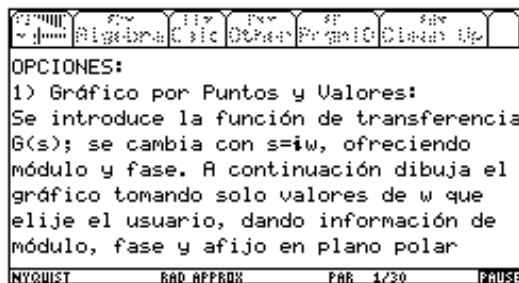 Algebra Calc Other PrgmIO Clean Up
OPCIONES:
1) Gráfico por Puntos y Valores:
Se introduce la función de transferencia
G(s); se cambia con s=iw, ofreciendo
módulo y fase. A continuación dibuja el
gráfico tomando solo valores de w que
elije el usuario, dando información de
módulo, fase y afijo en plano polar
NYQUIST RAD APPROX PAR 1/30 PAUSE